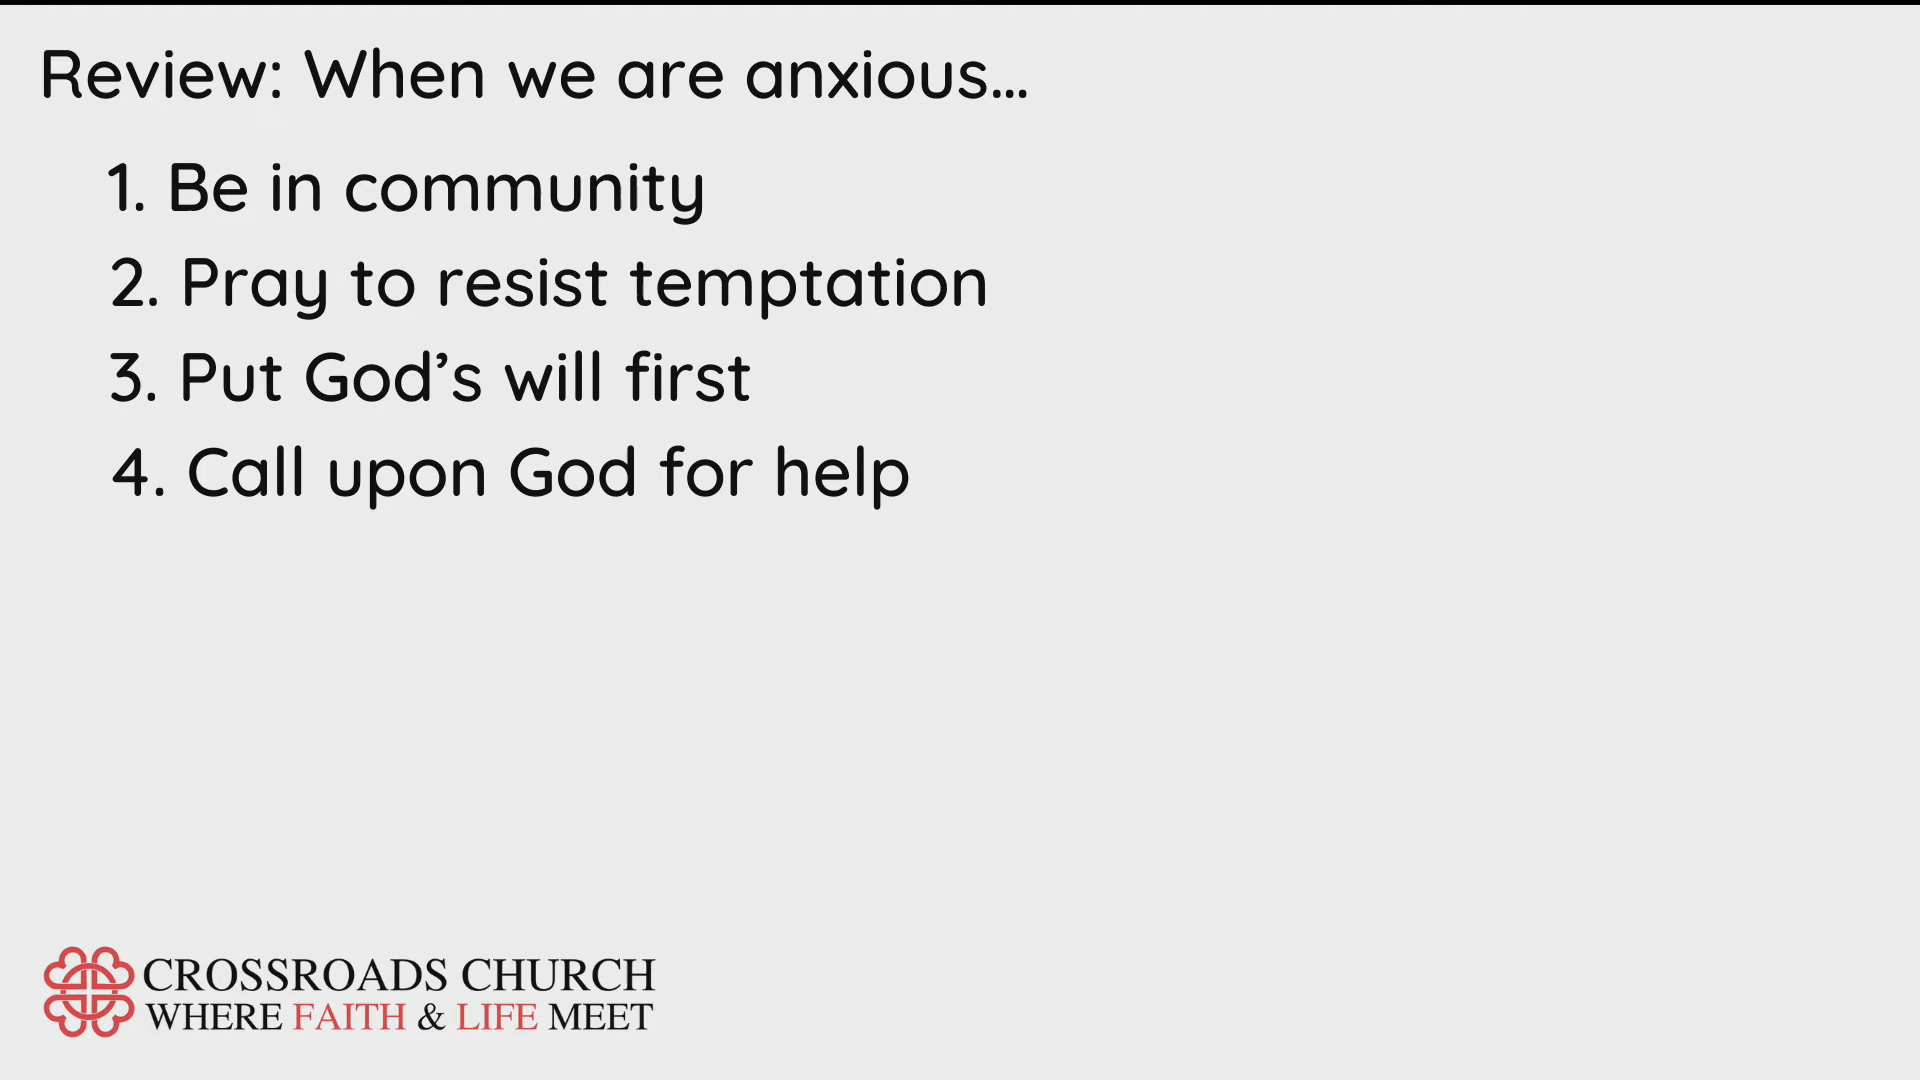 Review: When we are anxious...
1. Be in community
2. Pray to resist temptation
3. Put God’s will first
4. Call upon God for help
CROSSROADS CHURCH
WHERE FAITH & LIFE MEET